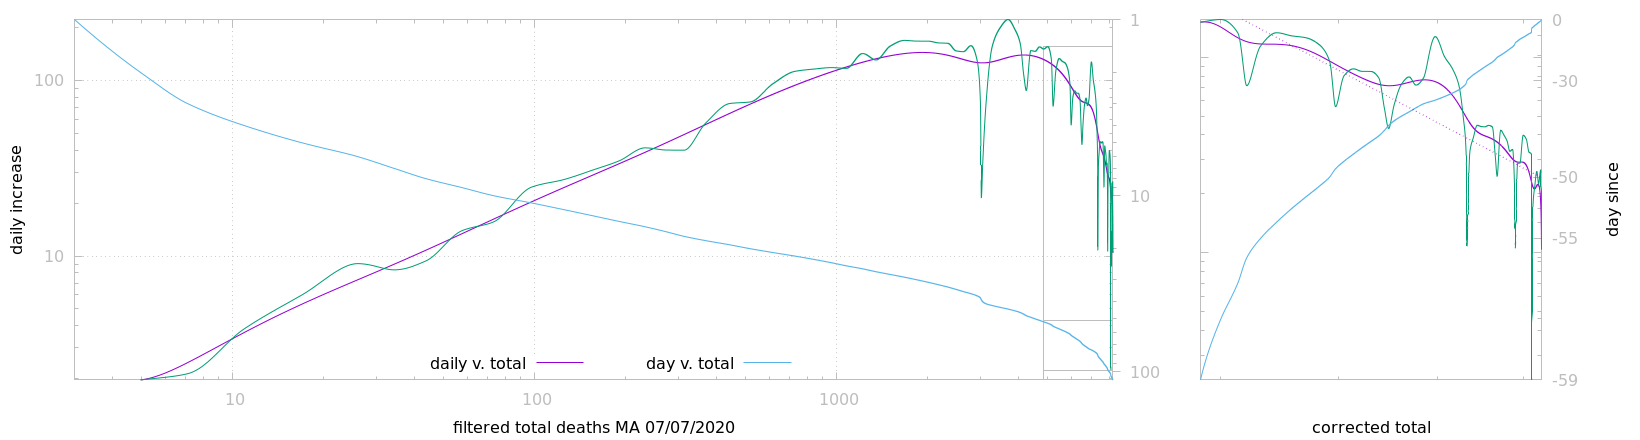 daily increase
100
10
10
100
1000
1
10
100
daily v. total
day v. total
filtered total deaths MA 07/07/2020
0
-30
-50
-55
-59
day since
corrected total